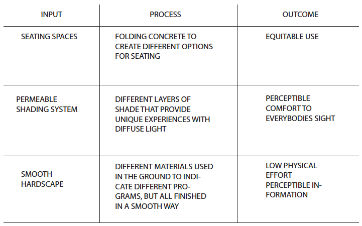 INPUT
PROCESS
OUTCOME
SEATING SPACES
FOLDING CONCRETE TO
CREATE DIFFERENT OPTIONS
FOR SEATING
EQUITABLE USE
PERMEABLE
SHADING SYSTEM
DIFFERENT LAYERS OF
SHADE THAT PROVIDE
UNIQUE EXPERIENCES WITH
DIFFUSE LIGHT
PERCEPTIBLE
COMFORT TO
EVERYBODIES SIGHT
SMOOTH
HARDSCAPE
DIFFERENT MATERIALS USED
IN THE GROUND TO INDI-
CATE DIFFERENT PRO-
GRAMS, BUT ALL FINISHED
IN A SMOOTH WAY
LOW PHYSICAL
EFFORT
PERCEPTIBLE IN-
FORMATION